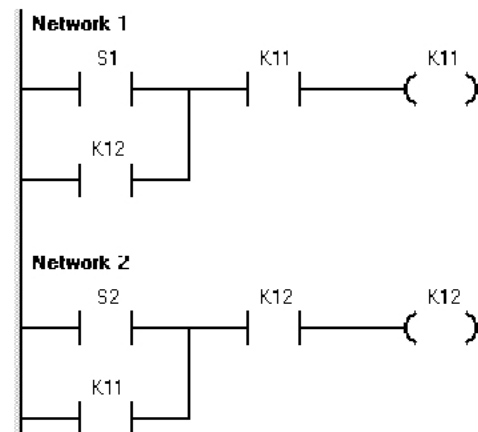 Network 1
S1 K11 K11
K12
Network 2
S2 K12 K12
K11